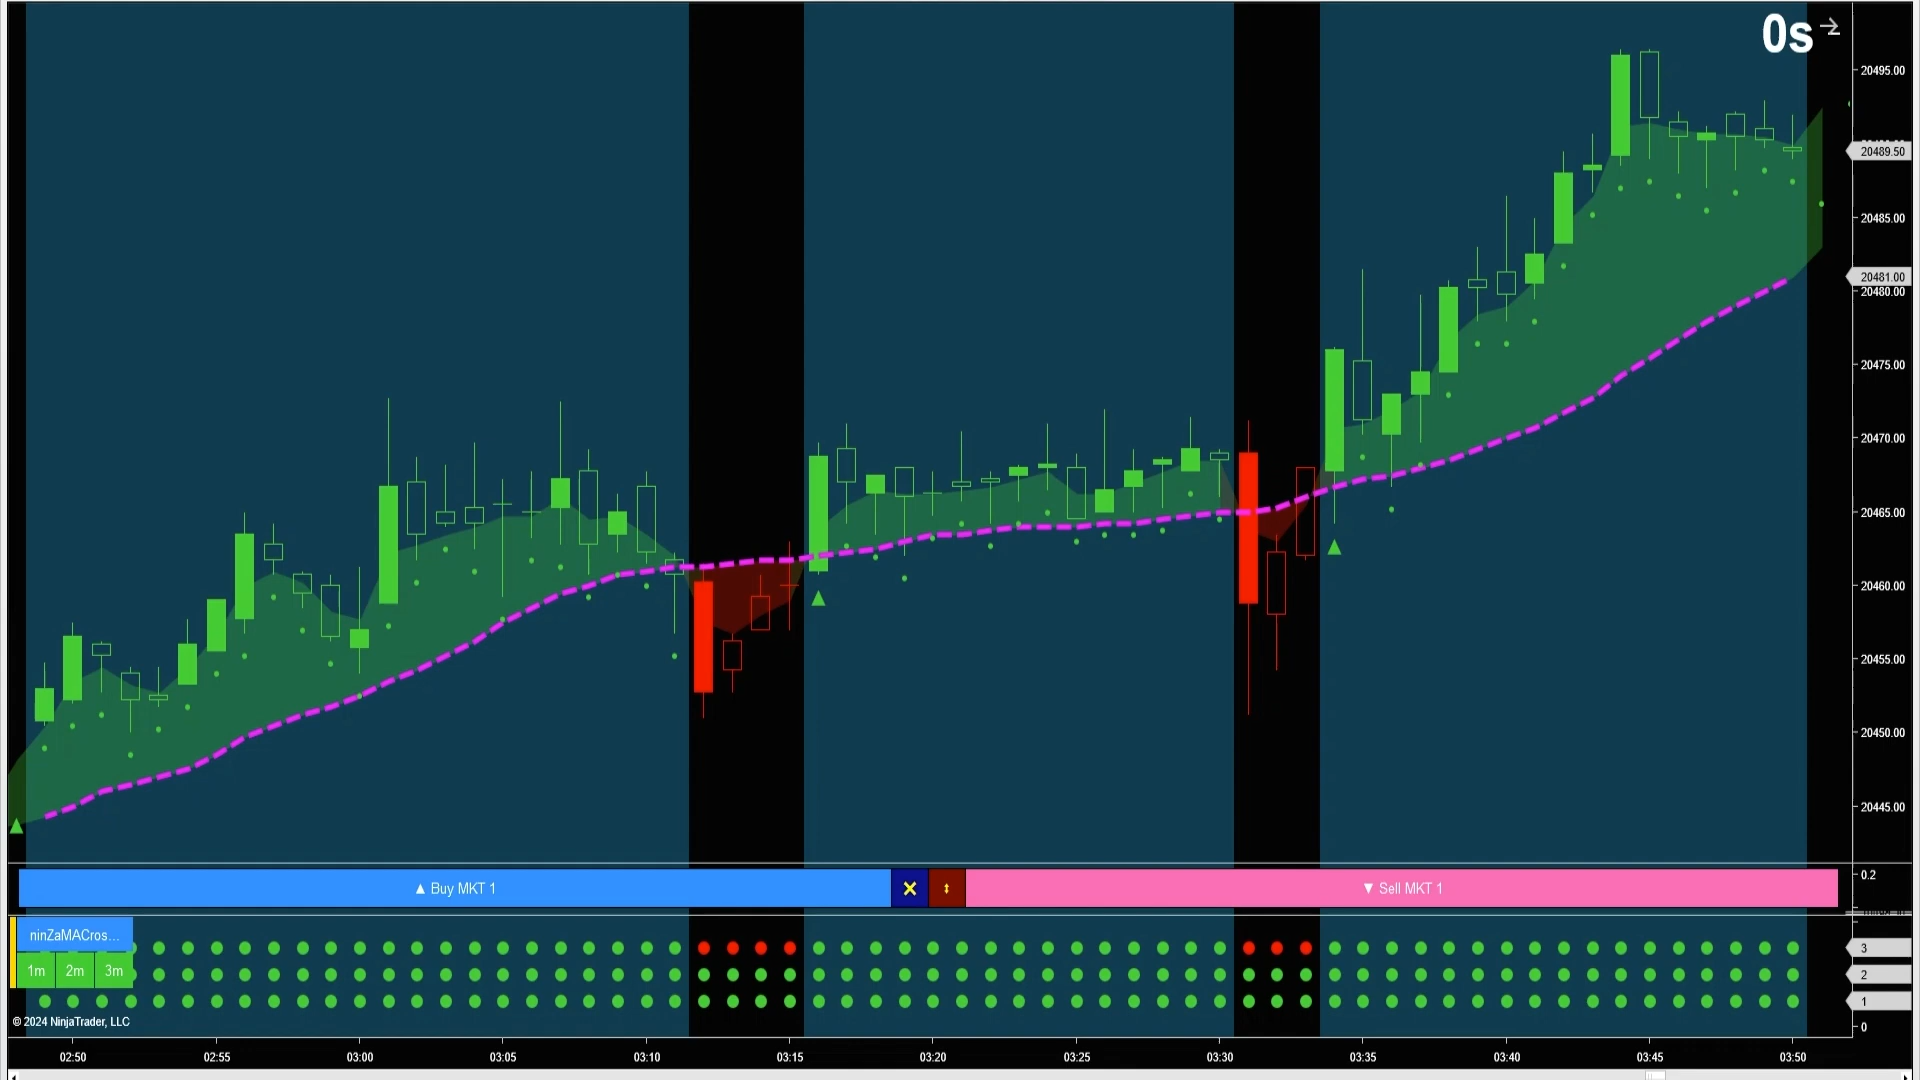 0s
20495.00
20489.50
20485.00
20481.00
20480.00
20475.00
20470.00
20465.00
20460.00
20455.00
20450.00
20445.00
▲ Buy MKT 1
▼ Sell MKT 1
0.2
ninZaMACros...
1m 2m 3m
3
2
1
0
© 2024 NinjaTrader, LLC
02:50 02:55 03:00 03:05 03:10 03:15 03:20 03:25 03:30 03:35 03:40 03:45 03:50